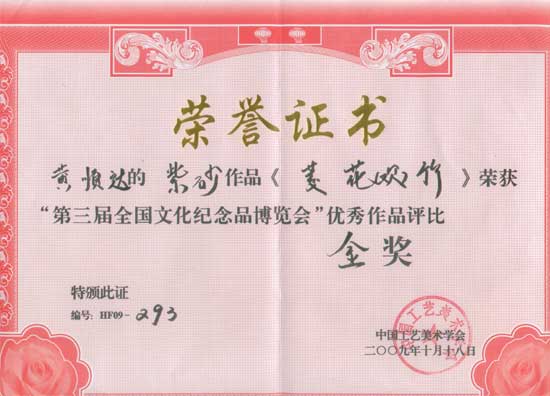 荣誉证书
黄顺达的 紫砂作品《菱花欢竹》荣获
“第三届全国文化纪念品博览会”优秀作品评比
金奖
特颁此证
编号：HF09-293
中国工艺美术学会
二〇〇九年十月十八日